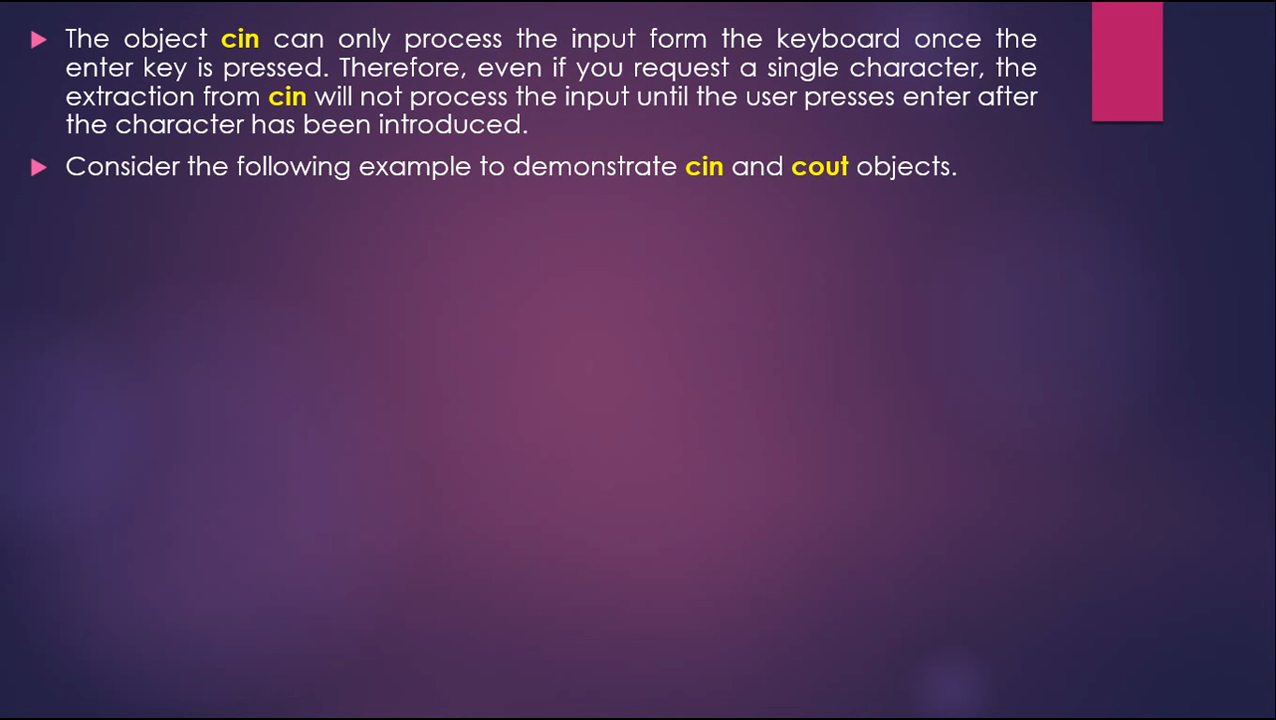 The object cin can only process the input form the keyboard once the
enter key is pressed. Therefore, even if you request a single character, the
extraction from cin will not process the input until the user presses enter after
the character has been introduced.
Consider the following example to demonstrate cin and cout objects.